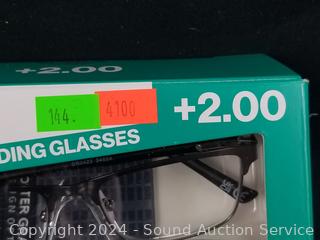 +2.00
144.
4100
+2.00
DING GLASSES
Copyright 2024 - Sound Auction Service